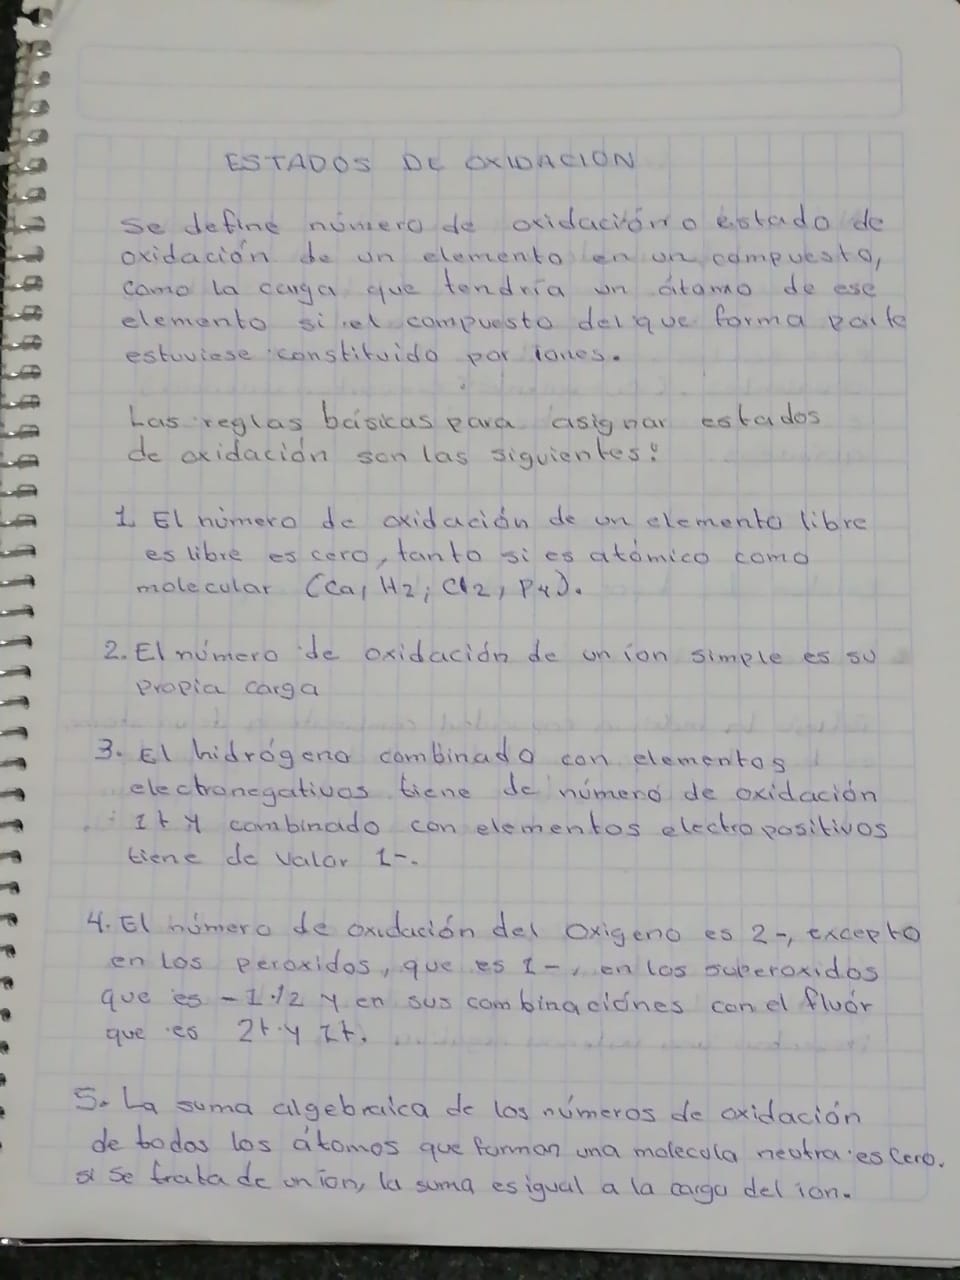 ESTADOS DE OXIDACION
Se define número de oxidación o estado de
oxidación de un elemento en un compuesto,
como la carga que tendría un átomo de ese
elemento si el compuesto del que forma parte
estuviese constituido por iones.
Las reglas básicas para asignar estados
de oxidación son las siguientes:
1. El número de oxidación de un elemento libre
es libre es cero, tanto si es atómico como
molecular (Ca, H2, Cl2, P4).
2. El número de oxidación de un ión simple es su
propia carga
3. El hidrógeno combinado con elementos
electronegativos tiene de número de oxidación
1+ y combinado con elementos electropositivos
tiene de valor 1-.
4. El número de oxidación del oxígeno es 2-, excepto
en los peroxidos, que es 1-, en los superoxidos
que es -1/2 y en sus combinaciónes con el fluór
que es 2+ y 1+.
5. La suma algebraica de los números de oxidación
de todos los átomos que forman una molecula neutra es cero.
si se trata de un ión, la suma es igual a la carga del ion.